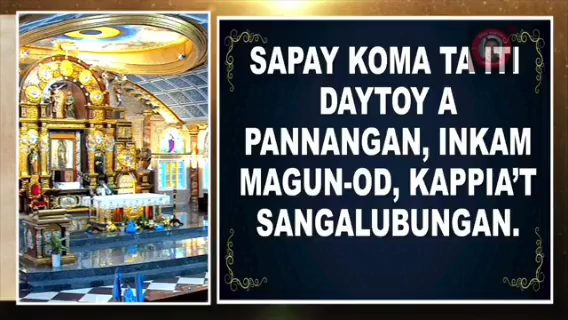 SAPAY KOMA TA ITI
DAYTOY A
PANNANGAN, INKAM
MAGUN-OD, KAPPIA'T
SANGALUBUNGAN.